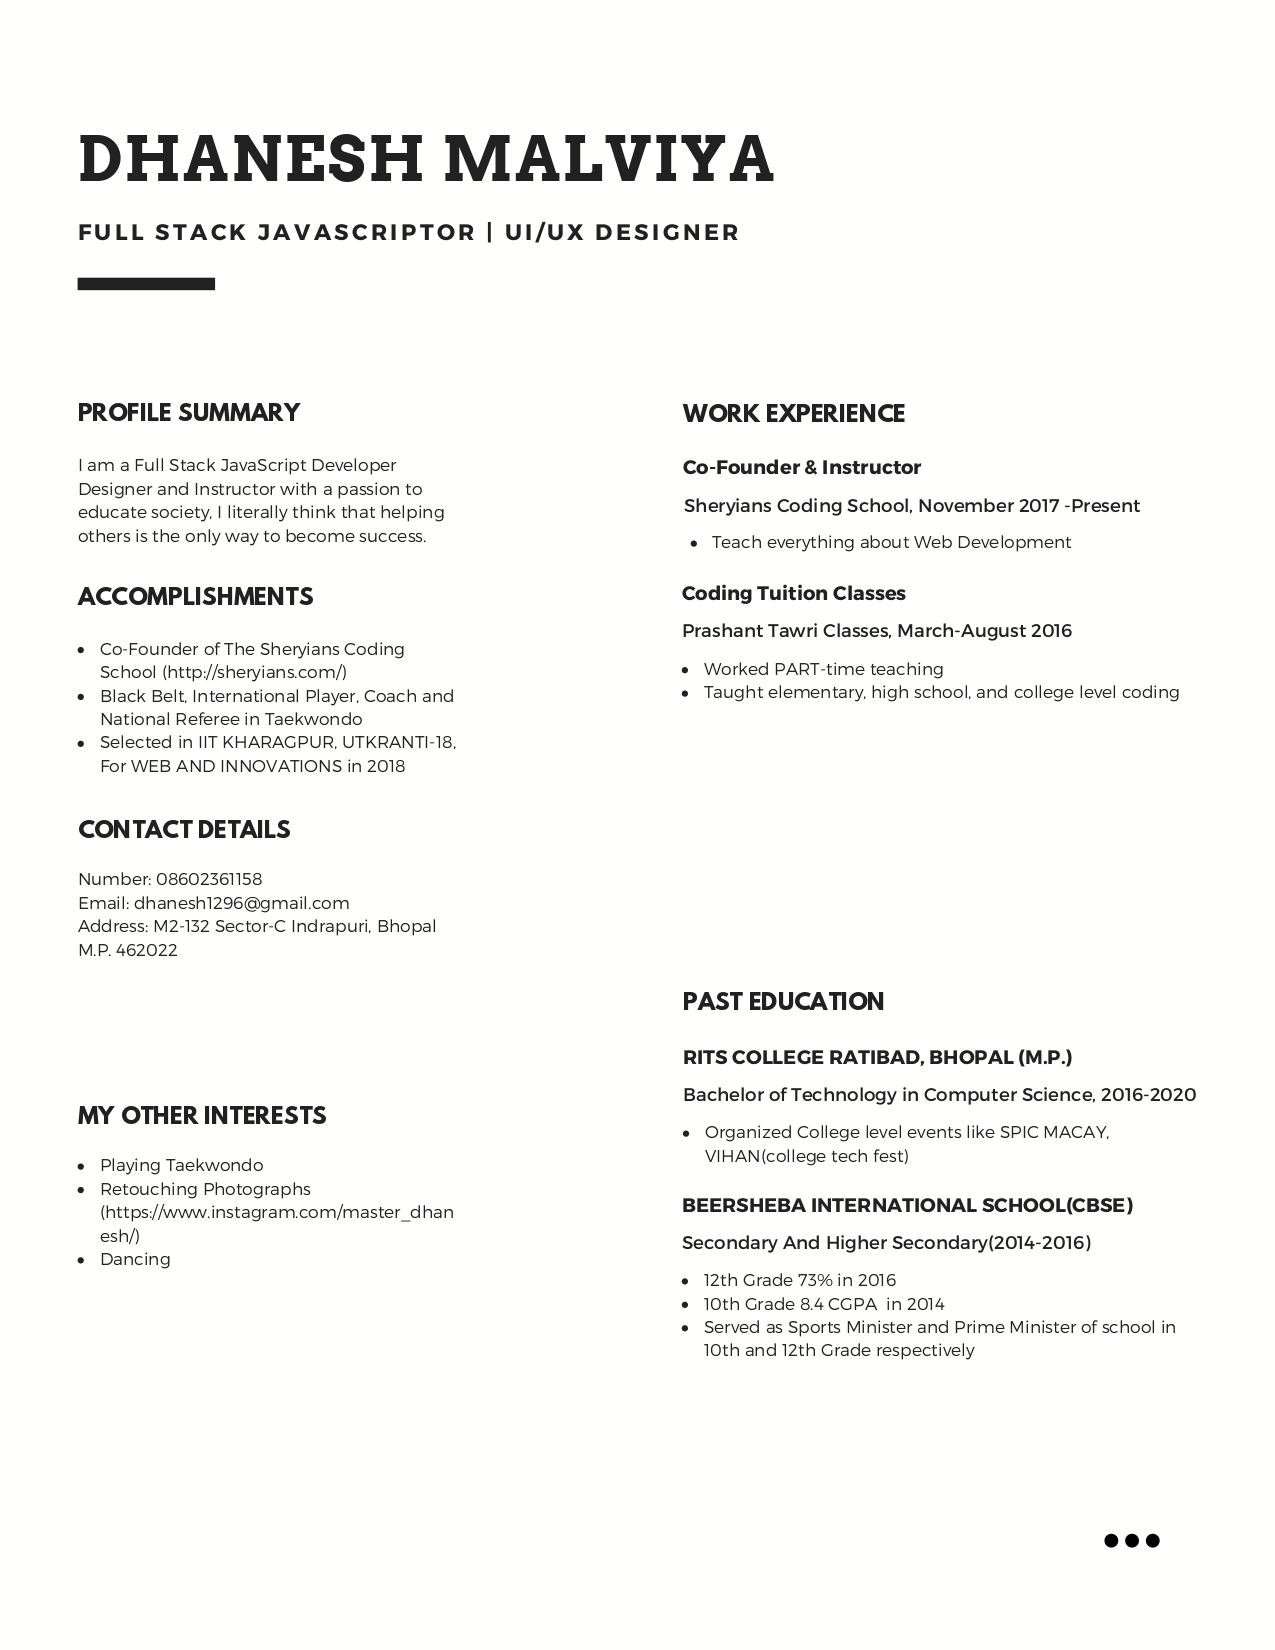 DHANESH MALVIYA
FULL STACK JAVASCRIPTOR | UI/UX DESIGNER
PROFILE SUMMARY
I am a Full Stack JavaScript Developer
Designer and Instructor with a passion to
educate society, I literally think that helping
others is the only way to become success.
ACCOMPLISHMENTS
• Co-Founder of The Sheryians Coding
School (http://sheryians.com/)
• Black Belt, International Player, Coach and
National Referee in Taekwondo
• Selected in IIT KHARAGPUR, UTKRANTI-18,
For WEB AND INNOVATIONS in 2018
CONTACT DETAILS
Number: 08602361158
Email: dhanesh1296@gmail.com
Address: M2-132 Sector-C Indrapuri, Bhopal
M.P. 462022
MY OTHER INTERESTS
• Playing Taekwondo
• Retouching Photographs
(https://www.instagram.com/master_dhan
esh/)
• Dancing
WORK EXPERIENCE
Co-Founder & Instructor
Sheryians Coding School, November 2017 -Present
• Teach everything about Web Development
Coding Tuition Classes
Prashant Tawri Classes, March-August 2016
• Worked PART-time teaching
• Taught elementary, high school, and college level coding
PAST EDUCATION
RITS COLLEGE RATIBAD, BHOPAL (M.P.)
Bachelor of Technology in Computer Science, 2016-2020
• Organized College level events like SPIC MACAY,
VIHAN(college tech fest)
BEERSHEBA INTERNATIONAL SCHOOL(CBSE)
Secondary And Higher Secondary(2014-2016)
• 12th Grade 73% in 2016
• 10th Grade 8.4 CGPA  in 2014
• Served as Sports Minister and Prime Minister of school in
10th and 12th Grade respectively